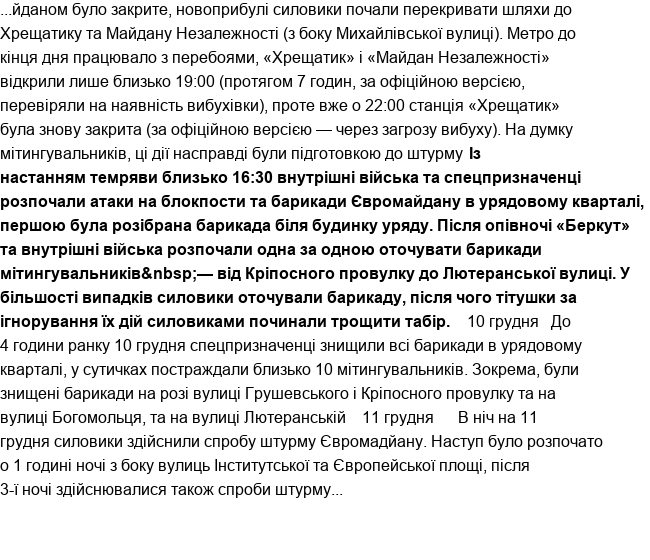 ...йданом було закрите, новоприбулі силовики почали перекривати шляхи до
Хрещатику та Майдану Незалежності (з боку Михайлівської вулиці). Метро до
кінця дня працювало з перебоями, «Хрещатик» і «Майдан Незалежності»
відкрили лише близько 19:00 (протягом 7 годин, за офіційною версією,
перевіряли на наявність вибухівки), проте вже о 22:00 станція «Хрещатик»
була знову закрита (за офіційною версією — через загрозу вибуху). На думку
мітингувальників, ці дії насправді були підготовкою до штурму Із
настанням темряви близько 16:30 внутрішні війська та спецпризначенці
розпочали атаки на блокпости та барикади Євромайдану в урядовому кварталі,
першою була розібрана барикада біля будинку уряду. Після опівночі «Беркут»
та внутрішні війська розпочали одна за одною оточувати барикади
мітингувальників&nbsp;— від Кріпосного провулку до Лютеранської вулиці. У
більшості випадків силовики оточували барикаду, після чого тітушки за
ігнорування їх дій силовиками починали трощити табір. 10 грудня До
4 години ранку 10 грудня спецпризначенці знищили всі барикади в урядовому
кварталі, у сутичках постраждали близько 10 мітингувальників. Зокрема, були
знищені барикади на розі вулиці Грушевського і Кріпосного провулку та на
вулиці Богомольця, та на вулиці Лютеранській 11 грудня В ніч на 11
грудня силовики здійснили спробу штурму Євромадйану. Наступ було розпочато
о 1 годині ночі з боку вулиць Інститутської та Європейської площі, після
3-ї ночі здійснювалися також спроби штурму...